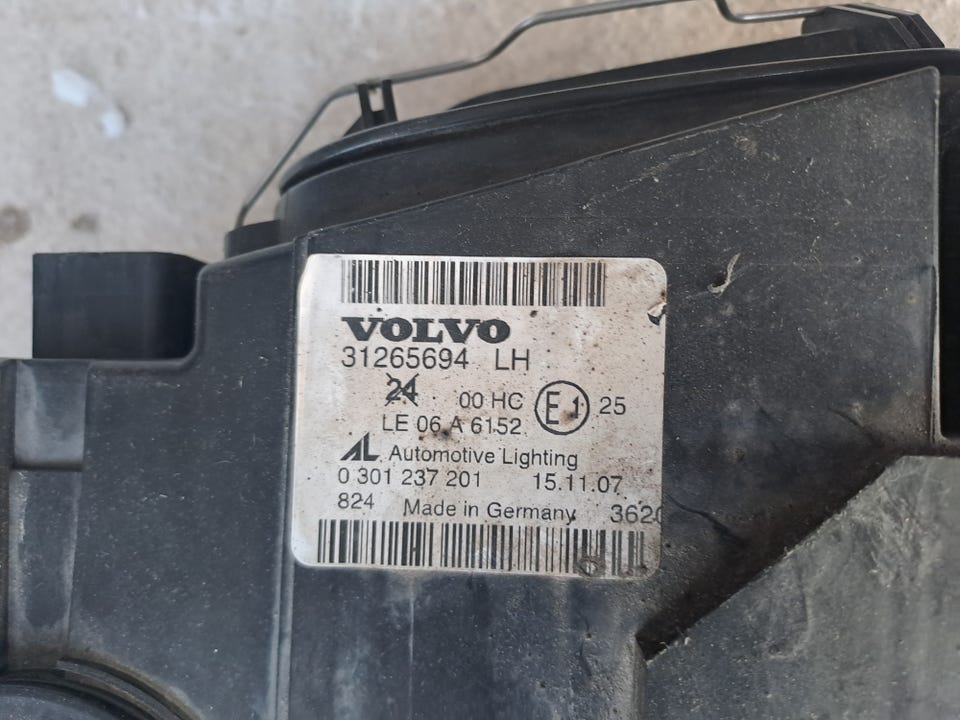 VOLVO
31265694 LH
24 00 HC E1 25
LE 06 A 6152
AL Automotive Lighting
0 301 237 201 15.11.07
824 Made in Germany 362